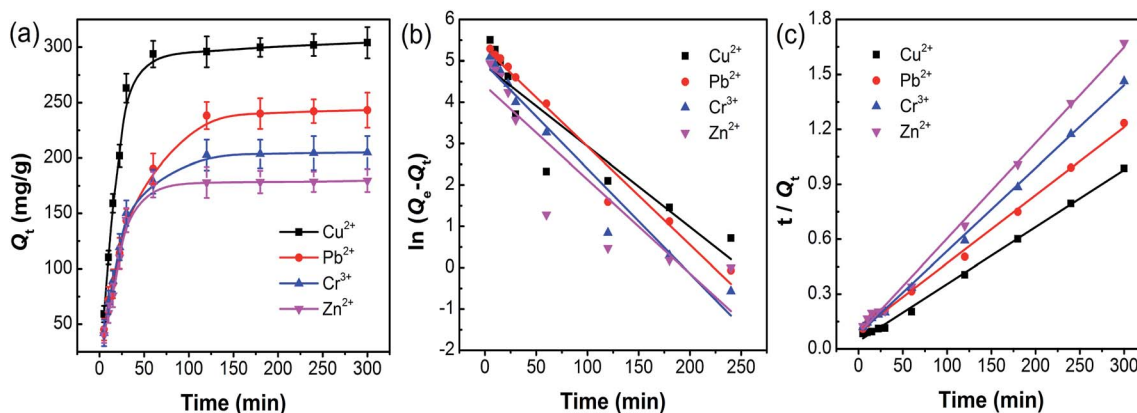 (a)
Qt (mg/g)
300
250
200
150
100
50
0 50 100 150 200 250 300
Time (min)
Cu2+
Pb2+
Cr3+
Zn2+
(b)
ln (Qe-Qt)
6
5
4
3
2
1
0
-1
-2
0 50 100 150 200 250
Time (min)
Cu2+
Pb2+
Cr3+
Zn2+
(c)
t / Qt
1.8
1.5
1.2
0.9
0.6
0.3
0.0
0 50 100 150 200 250 300
Time (min)
Cu2+
Pb2+
Cr3+
Zn2+